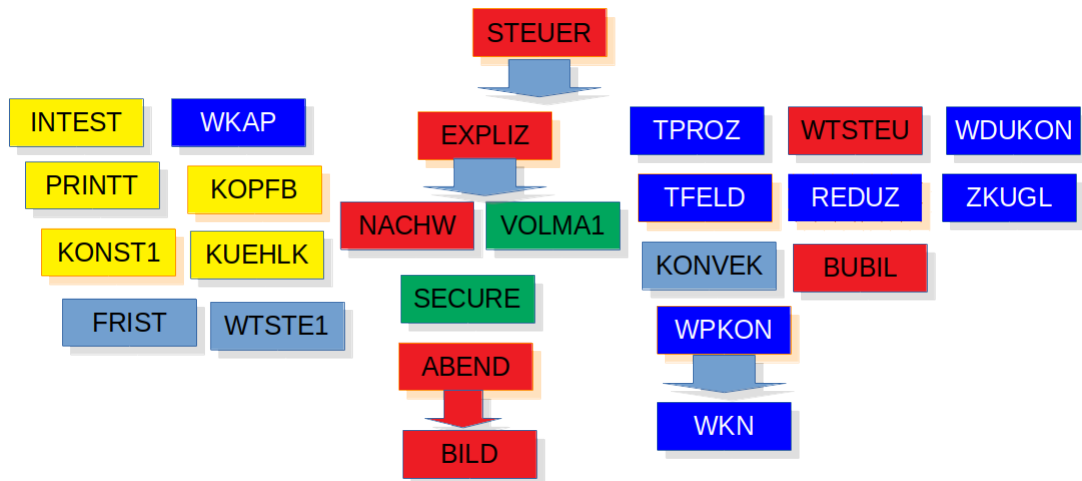 STEUER
INTEST
WKAP
EXPLIZ
TPROZ
WTSTEU
WDUKON
PRINTT
KOPFB
NACHW
VOLMA1
TFELD
REDUZ
ZKUGL
KONST1
KUEHLK
KONVEK
BUBIL
SECURE
FRIST
WTSTE1
WPKON
ABEND
WKN
BILD